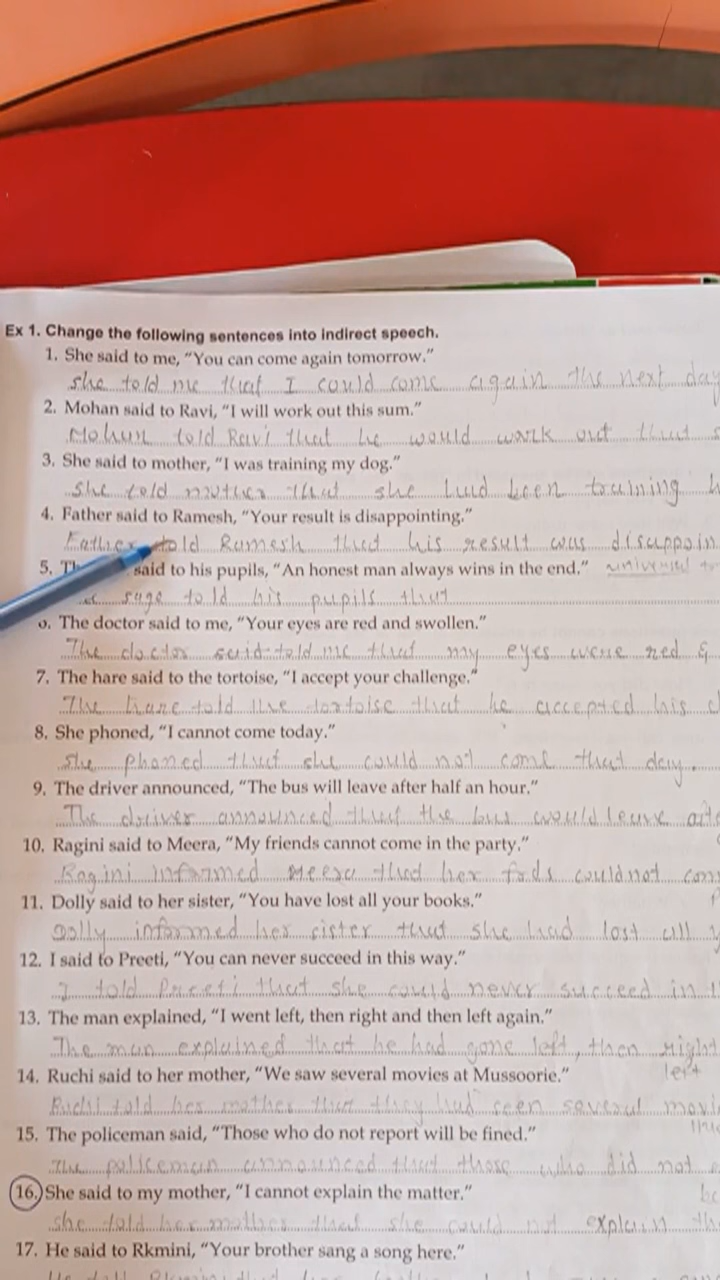 Ex 1. Change the following sentences into indirect speech.
1. She said to me, "You can come again tomorrow."
she told me that I could come again the next day
2. Mohan said to Ravi, "I will work out this sum."
Mohun told Ravi that he would work out that
3. She said to mother, "I was training my dog."
she told mother that she had been training
4. Father said to Ramesh, "Your result is disappointing."
Father told Ramesh that his result was disappoin
5. said to his pupils, "An honest man always wins in the end."
sage told his pupils that
The doctor said to me, "Your eyes are red and swollen."
The doctor said told me that my eyes were red &
7. The hare said to the tortoise, "I accept your challenge."
The hare told the tortoise that he accepted his
8. She phoned, "I cannot come today."
she phoned that she could not come that day.
9. The driver announced, "The bus will leave after half an hour."
The driver announced that the bus would leave
10. Ragini said to Meera, "My friends cannot come in the party."
Ragini informed Meera that her frds could not com
11. Dolly said to her sister, "You have lost all your books."
Dolly informed her sister that she had lost all
12. I said to Preeti, "You can never succeed in this way."
I told Preeti that she could never succeed in
13. The man explained, "I went left, then right and then left again."
The man explained that he had gone left, then right
left
14. Ruchi said to her mother, "We saw several movies at Mussoorie."
Ruchi told her mother that they had seen several movi
15. The policeman said, "Those who do not report will be fined."
The policeman announced that those who did not
16. She said to my mother, "I cannot explain the matter."
she told her mother that she could not explain
17. He said to Rkmini, "Your brother sang a song here."